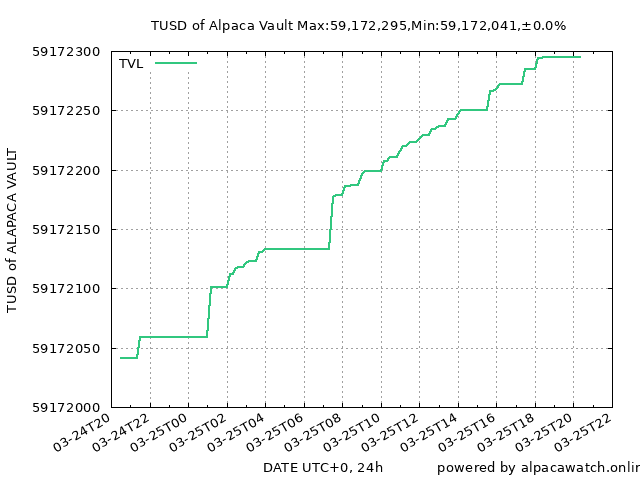 TUSD of Alpaca Vault Max:59,172,295,Min:59,172,041,±0.0%
TVL
59172300
59172250
59172200
59172150
59172100
59172050
59172000
TUSD of ALAPACA VAULT
03-24T20
03-24T22
03-25T00
03-25T02
03-25T04
03-25T06
03-25T08
03-25T10
03-25T12
03-25T14
03-25T16
03-25T18
03-25T20
03-25T22
DATE UTC+0, 24h
powered by alpacawatch.onlin